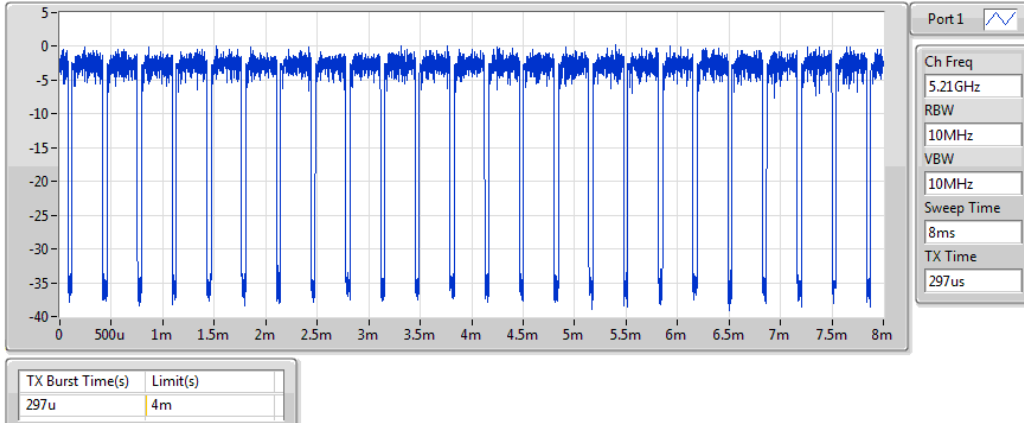 5
0
-5
-10
-15
-20
-25
-30
-35
-40
0 500u 1m 1.5m 2m 2.5m 3m 3.5m 4m 4.5m 5m 5.5m 6m 6.5m 7m 7.5m 8m
Port 1
Ch Freq
5.21GHz
RBW
10MHz
VBW
10MHz
Sweep Time
8ms
TX Time
297us
TX Burst Time(s) Limit(s)
297u 4m